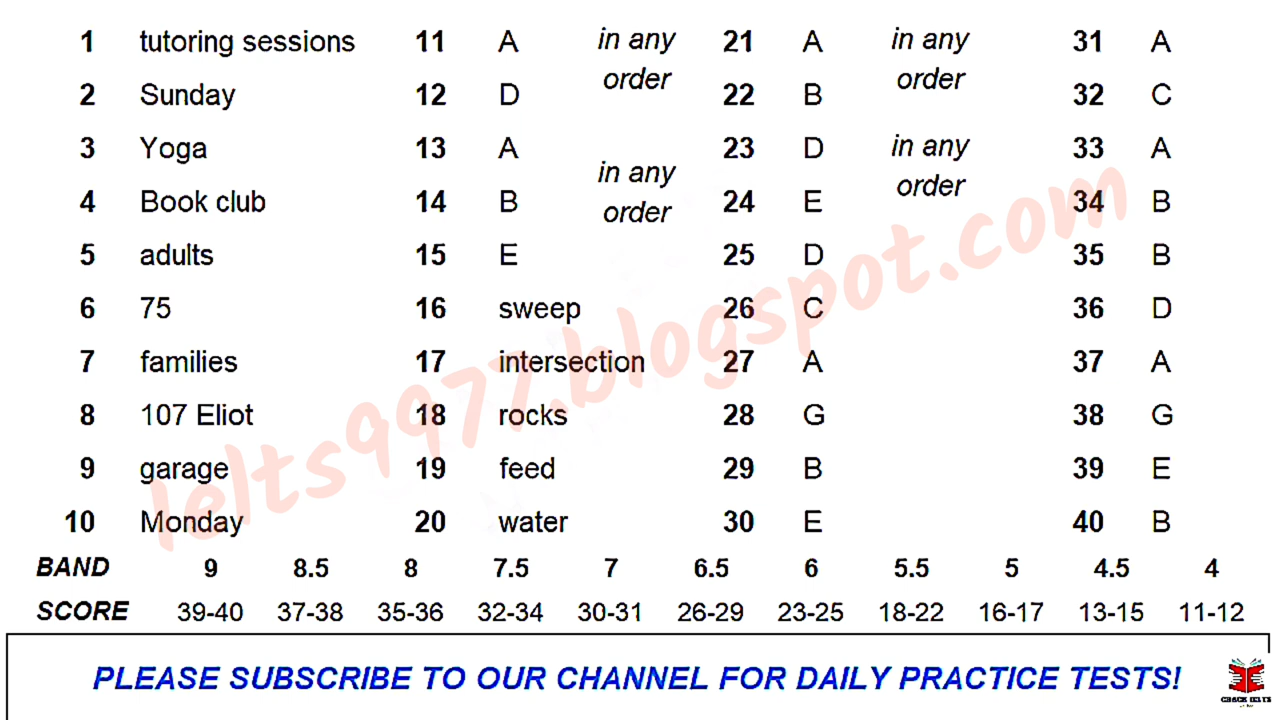 1 tutoring sessions 11 A in any order 21 A in any order 31 A
2 Sunday 12 D 22 B 32 C
3 Yoga 13 A in any order 23 D in any order 33 A
4 Book club 14 B 24 E 34 B
5 adults 15 E 25 D 35 B
6 75 16 sweep 26 C 36 D
7 families 17 intersection 27 A 37 A
8 107 Eliot 18 rocks 28 G 38 G
9 garage 19 feed 29 B 39 E
10 Monday 20 water 30 E 40 B
BAND 9 8.5 8 7.5 7 6.5 6 5.5 5 4.5 4
SCORE 39-40 37-38 35-36 32-34 30-31 26-29 23-25 18-22 16-17 13-15 11-12
PLEASE SUBSCRIBE TO OUR CHANNEL FOR DAILY PRACTICE TESTS!
Ielts9977.blogspot.com
CRACK IELTS